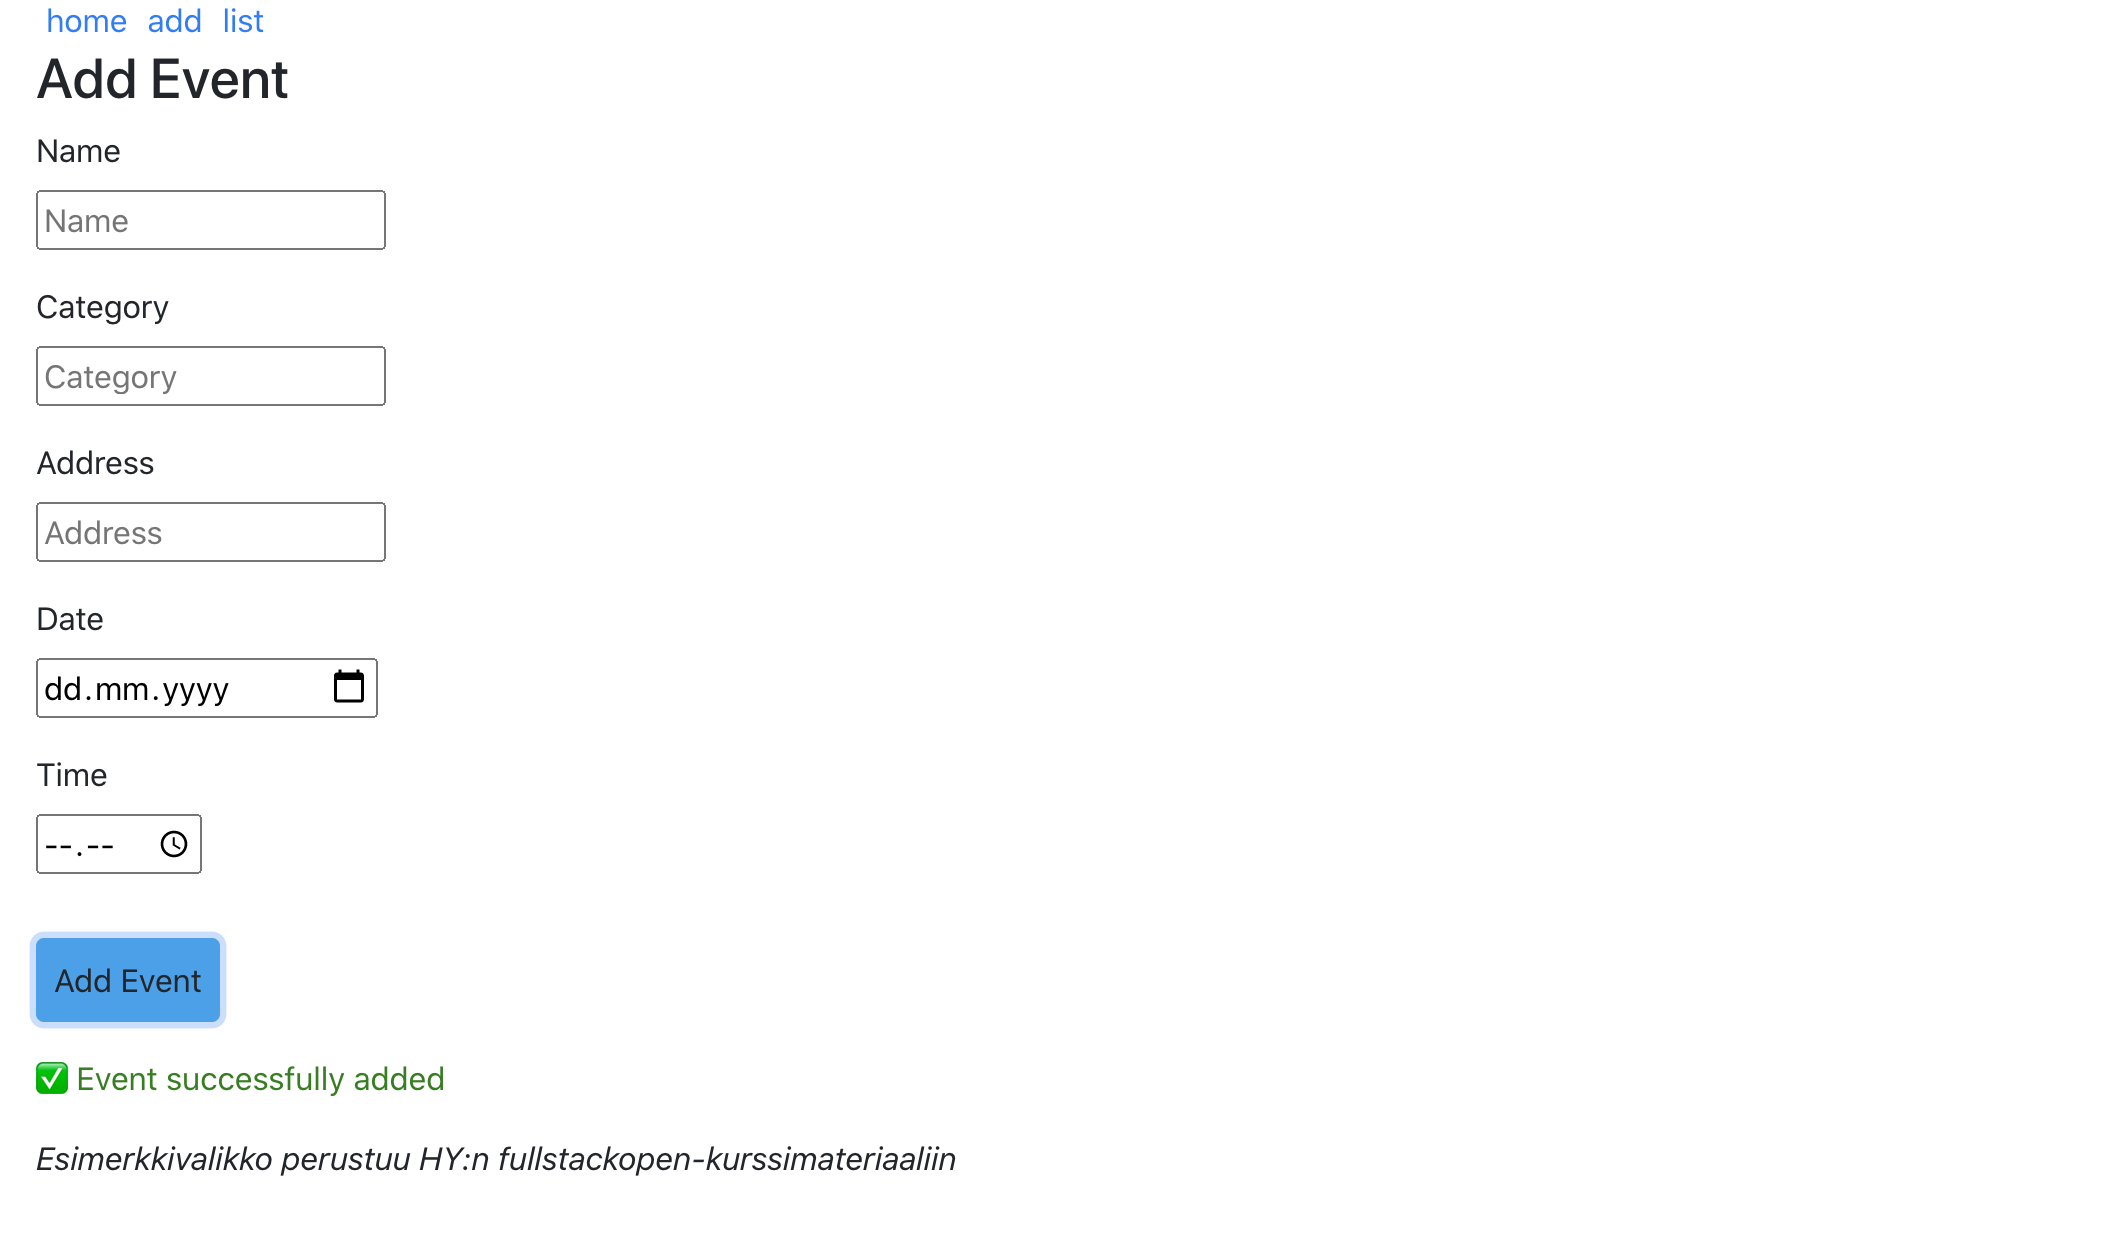 home add list
Add Event
Name
Name
Category
Category
Address
Address
Date
dd.mm.yyyy
Time
--.--
Add Event
✅ Event successfully added
Esimerkkivalikko perustuu HY:n fullstackopen-kurssimateriaaliin